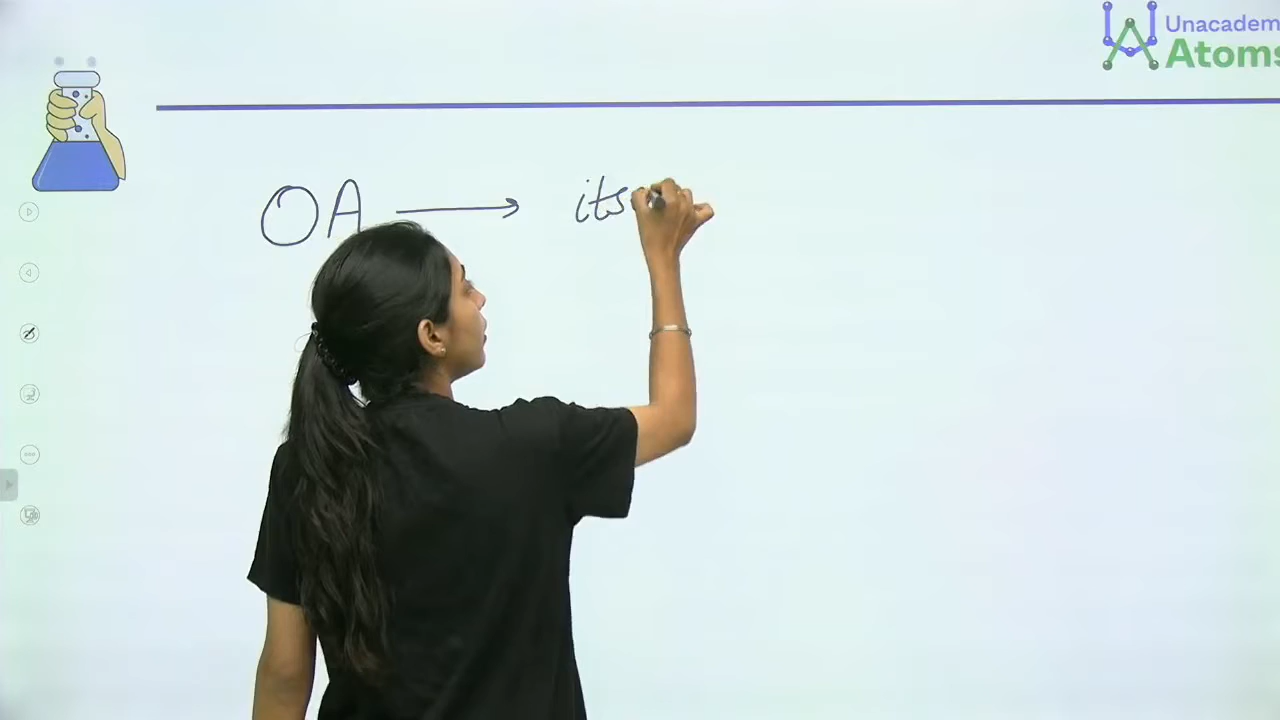 Unacadem
Atoms
OA → its